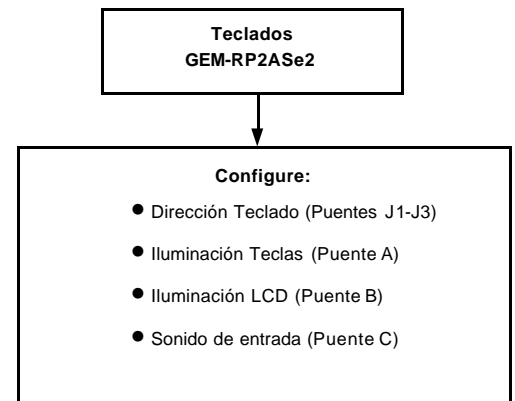 Teclados
GEM-RP2ASe2
Configure:
● Dirección Teclado (Puentes J1-J3)
● Iluminación Teclas (Puente A)
● Iluminación LCD (Puente B)
● Sonido de entrada (Puente C)